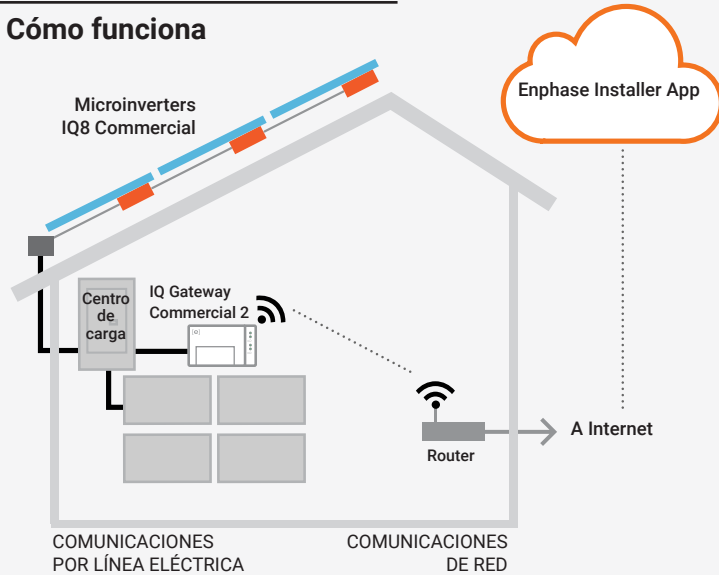 Cómo funciona
Microinverters
IQ8 Commercial
Enphase Installer App
Centro
de
carga
IQ Gateway
Commercial 2
Router
A Internet
COMUNICACIONES
POR LÍNEA ELÉCTRICA
COMUNICACIONES
DE RED